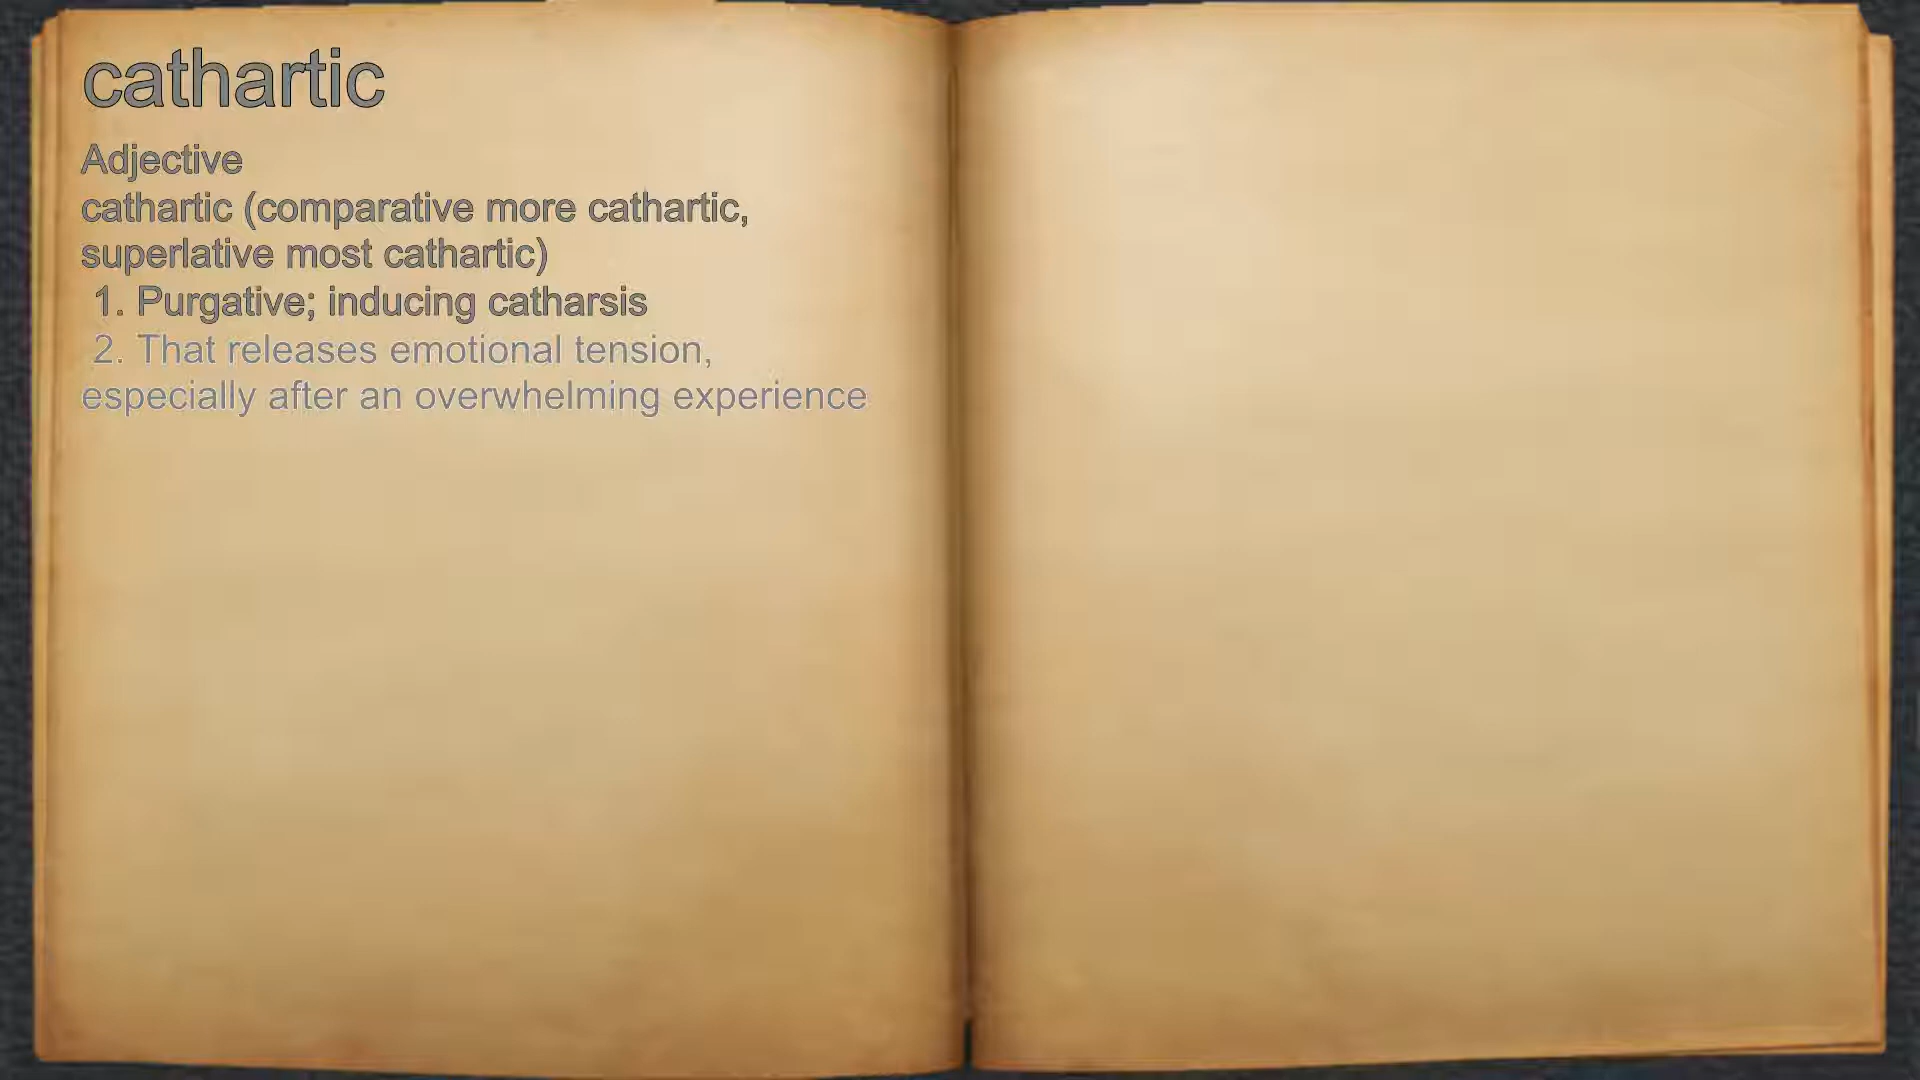 cathartic
Adjective
cathartic (comparative more cathartic,
superlative most cathartic)
1. Purgative; inducing catharsis
2. That releases emotional tension,
especially after an overwhelming experience